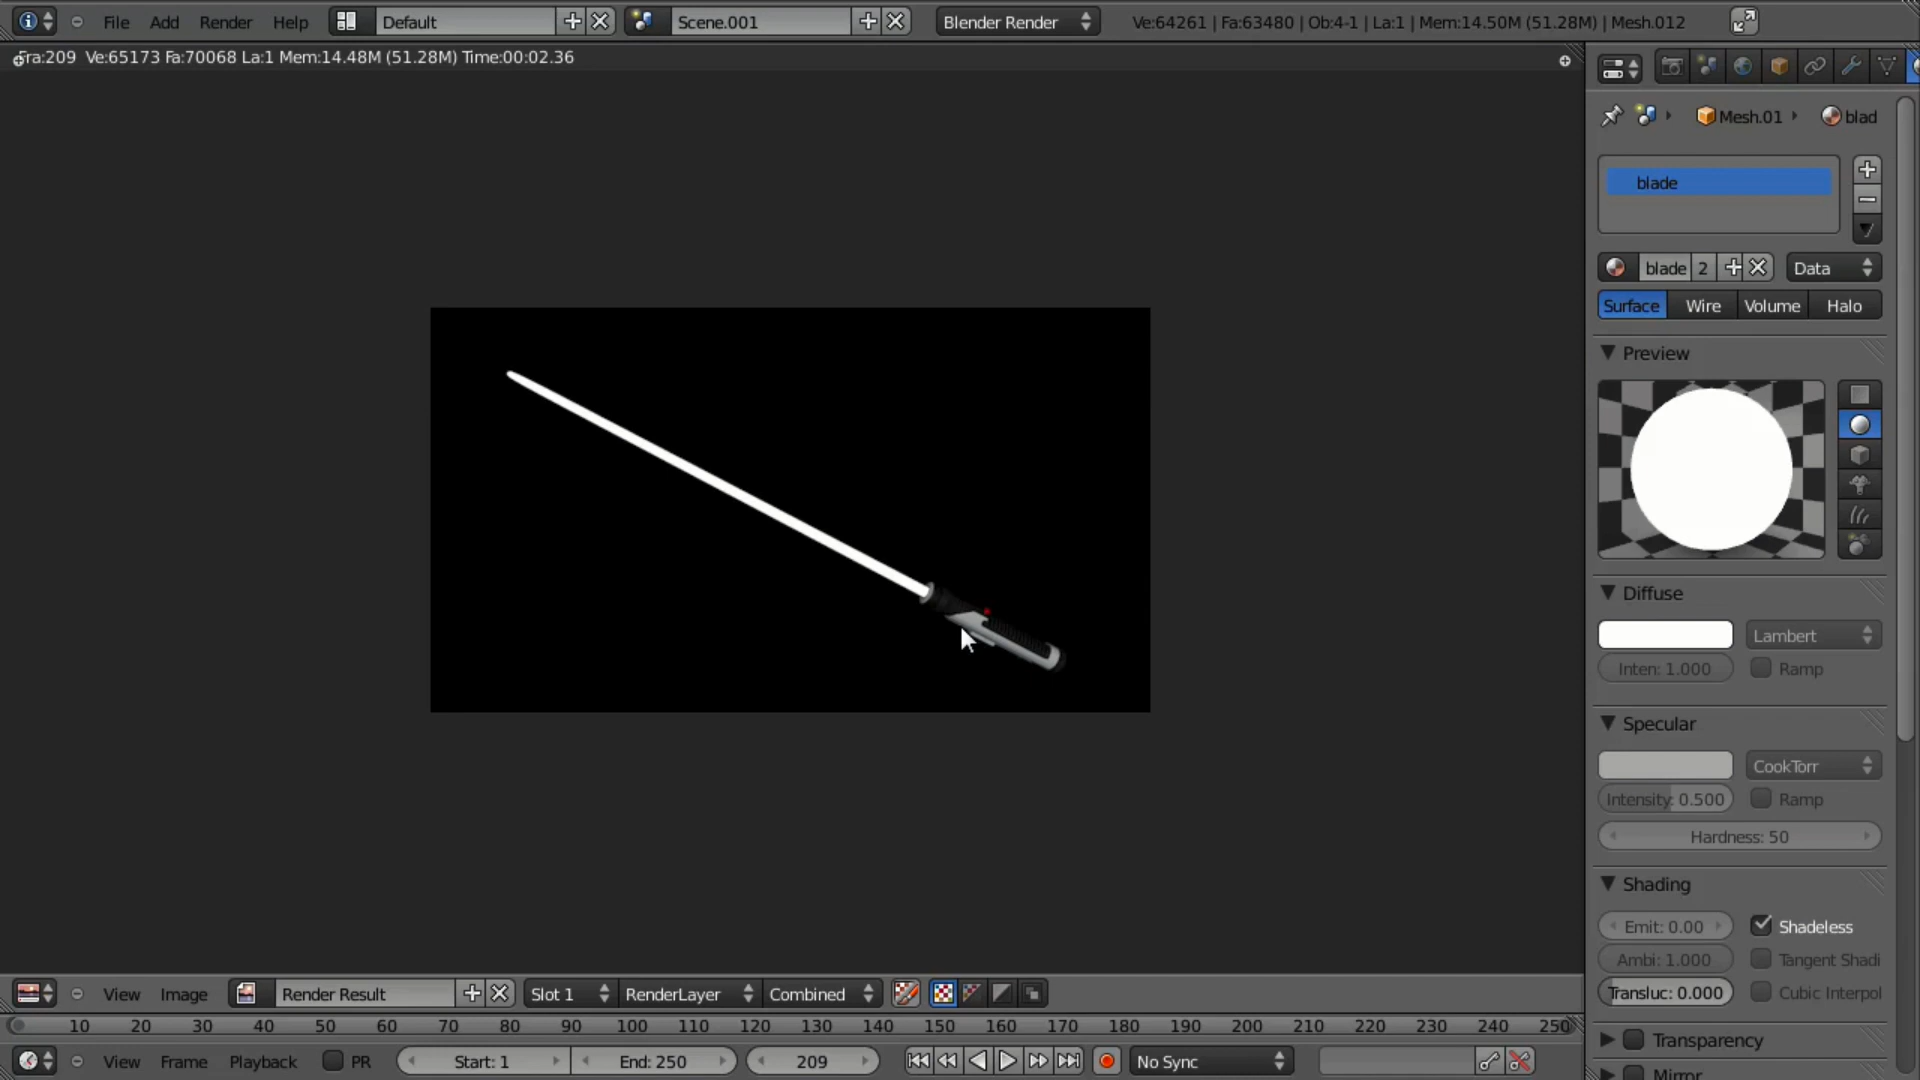 File Add Render Help Default Scene.001 Blender Render Ve:64261 | Fa:63480 | Ob:4-1 | La:1 | Mem:14.50M (51.28M) | Mesh.012
Fra:209 Ve:65173 Fa:70068 La:1 Mem:14.48M (51.28M) Time:00:02.36
Mesh.01 blad
blade
blade 2 Data
Surface Wire Volume Halo
Preview
Diffuse
Lambert
Inten: 1.000 Ramp
Specular
CookTorr
Intensity: 0.500 Ramp
Hardness: 50
Shading
Emit: 0.00 Shadeless
Ambi: 1.000 Tangent Shadi
Transluc: 0.000 Cubic Interpol
Transparency
Mirror
View Image Render Result Slot 1 RenderLayer Combined
10 20 30 40 50 60 70 80 90 100 110 120 130 140 150 160 170 180 190 200 210 220 230 240 250
View Frame Playback PR Start: 1 End: 250 209 No Sync